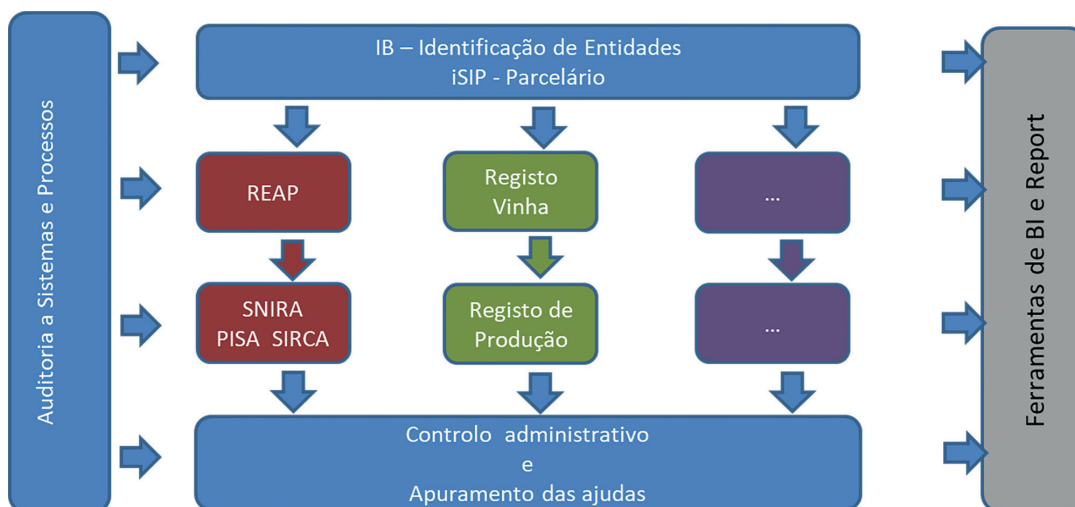 Auditoria a Sistemas e Processos
IB – Identificação de Entidades
iSIP - Parcelário
REAP
Registo
Vinha
...
SNIRA
PISA SIRCA
Registo de
Produção
...
Controlo administrativo
e
Apuramento das ajudas
Ferramentas de BI e Report